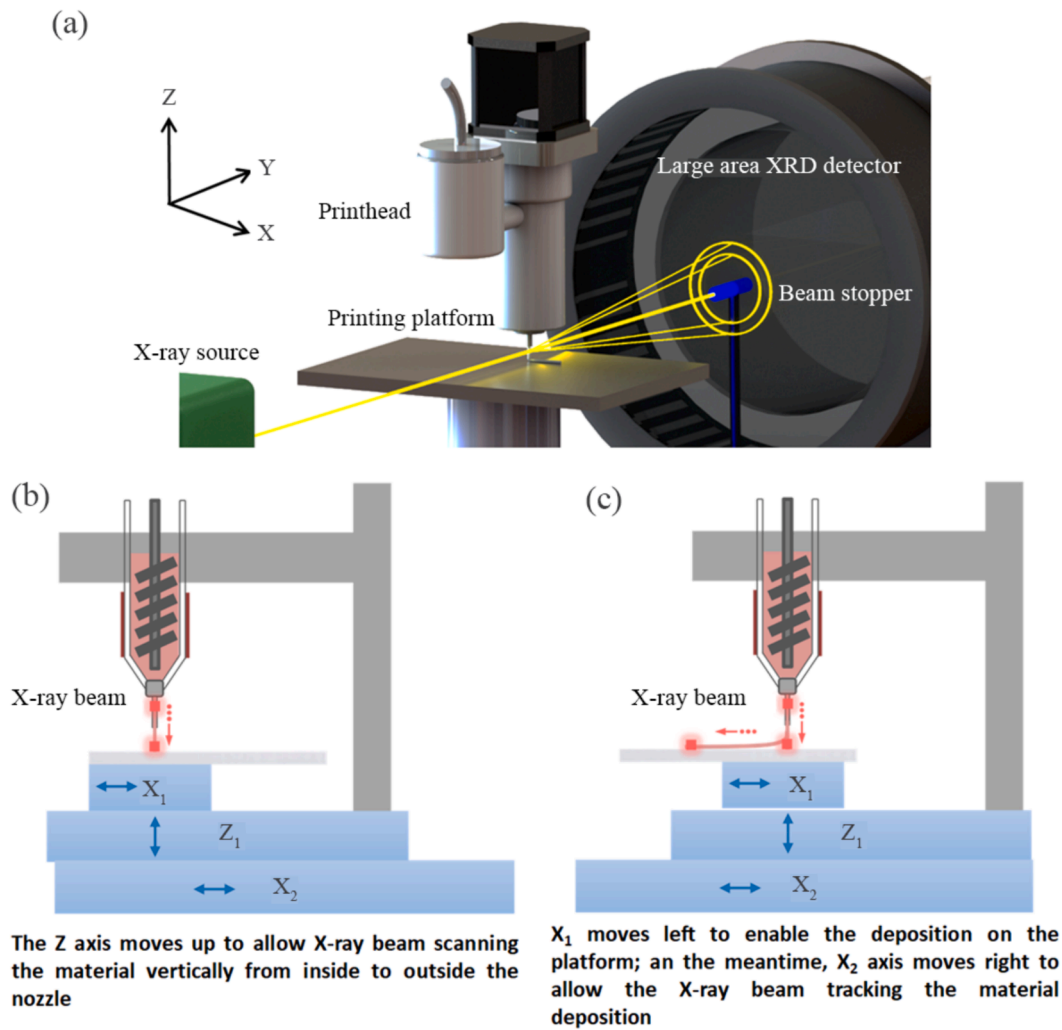 (a)
Z
Y
X
Large area XRD detector
Printhead
Beam stopper
Printing platform
X-ray source
(b)
X-ray beam
X₁
Z₁
X₂
The Z axis moves up to allow X-ray beam scanning
the material vertically from inside to outside the
nozzle
(c)
X-ray beam
X₁
Z₁
X₂
X₁ moves left to enable the deposition on the
platform; an the meantime, X₂ axis moves right to
allow the X-ray beam tracking the material
deposition